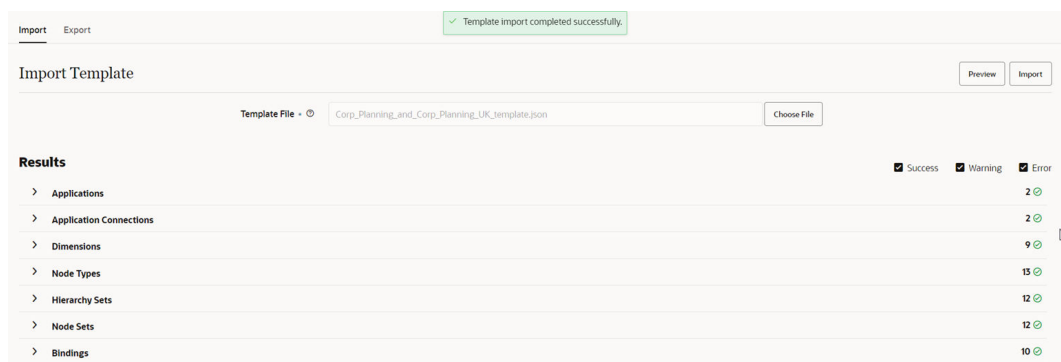 Template import completed successfully.
Import Export
Import Template
Preview Import
Template File * Corp_Planning_and_Corp_Planning_UK_template.json Choose File
Results
Success Warning Error
Applications 2
Application Connections 2
Dimensions 9
Node Types 13
Hierarchy Sets 12
Node Sets 12
Bindings 10